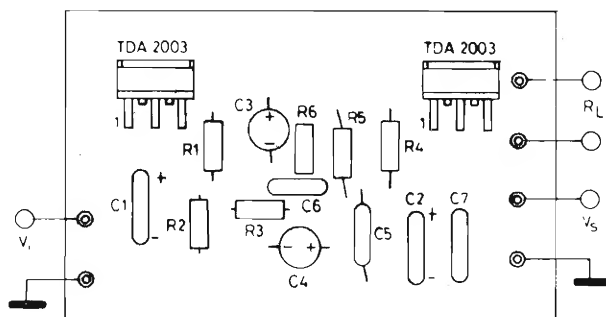 TDA 2003
TDA 2003
C3
+
-
R6
R5
R4
R1
RL
1
1
C1
+
-
R2
R3
C6
C5
C2
+
-
C7
Vi
VS
- +
C4